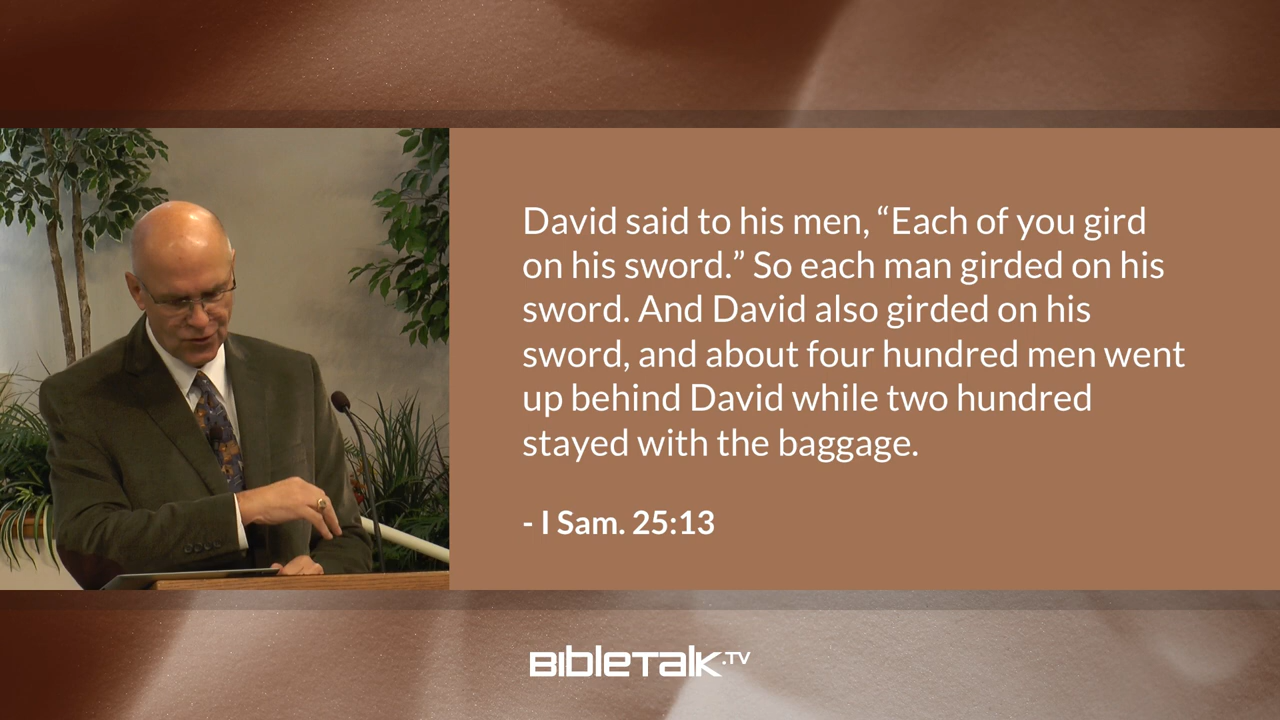 David said to his men, “Each of you gird
on his sword.” So each man girded on his
sword. And David also girded on his
sword, and about four hundred men went
up behind David while two hundred
stayed with the baggage.
- I Sam. 25:13
BibleTalk.TV